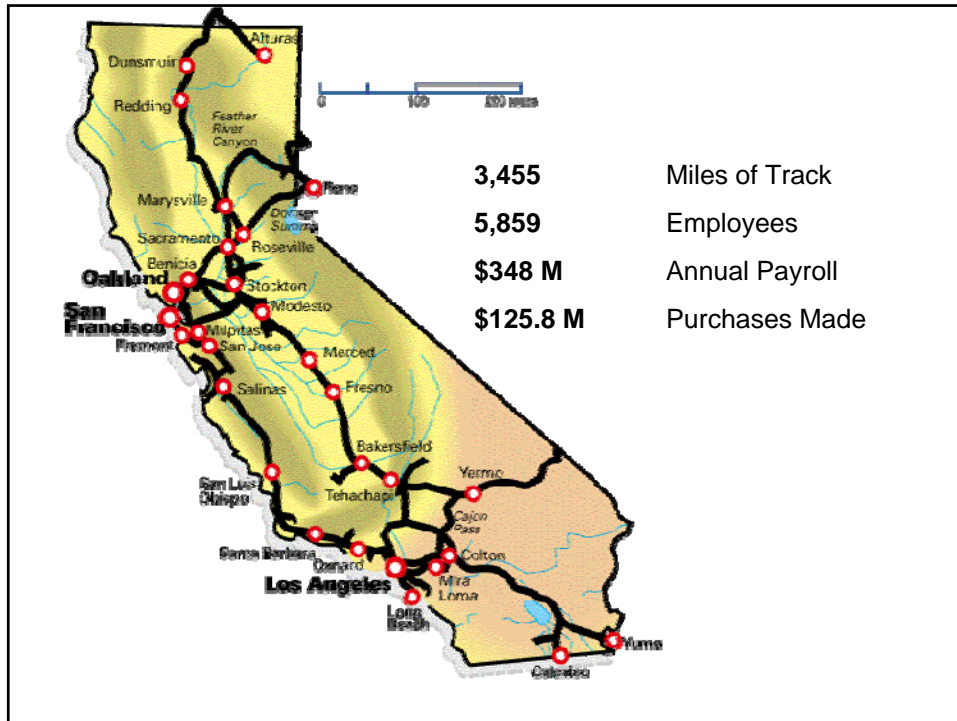 Alturas
Dunsmuir
0 100
Redding
Feather
River
Canyon
3,455 Miles of Track
Reno
Marysville
Donner
Summit
5,859 Employees
Sacramento
Roseville
Benicia
$348 M Annual Payroll
Oakland
Stockton
San
Francisco
Modesto
$125.8 M Purchases Made
Milpitas
Fremont
San Jose
Merced
Salinas
Fresno
Bakersfield
Yermo
San Luis
Obispo
Tehachapi
Cajon
Pass
Santa Barbara
Colton
Oxnard
Los Angeles
Mira
Loma
Long
Beach
Yuma
Calexico